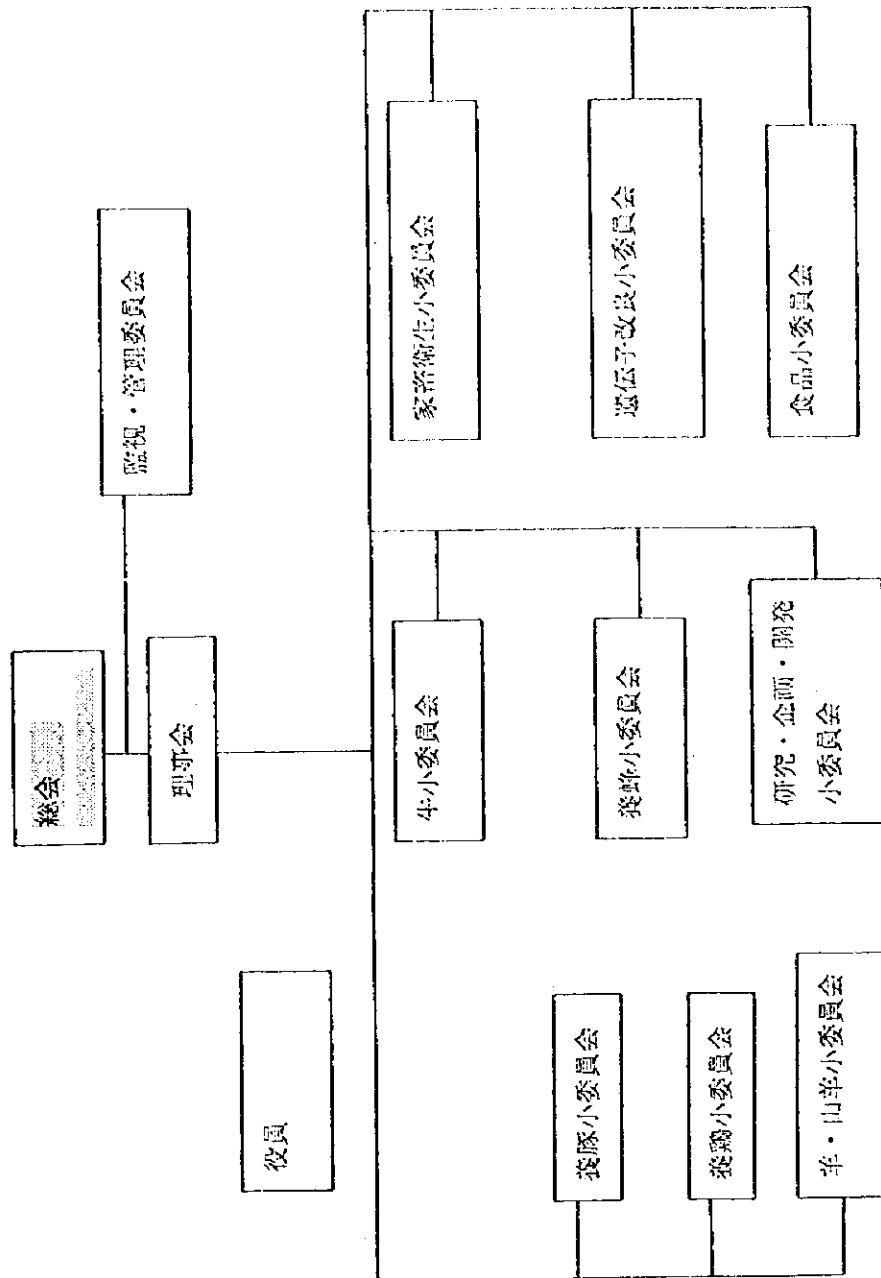 総会
監視・管理委員会
理事会
役員
養豚小委員会
養鶏小委員会
羊・山羊小委員会
牛小委員会
養蜂小委員会
研究・企画・開発
小委員会
家畜衛生小委員会
遺伝子改良小委員会
食品小委員会